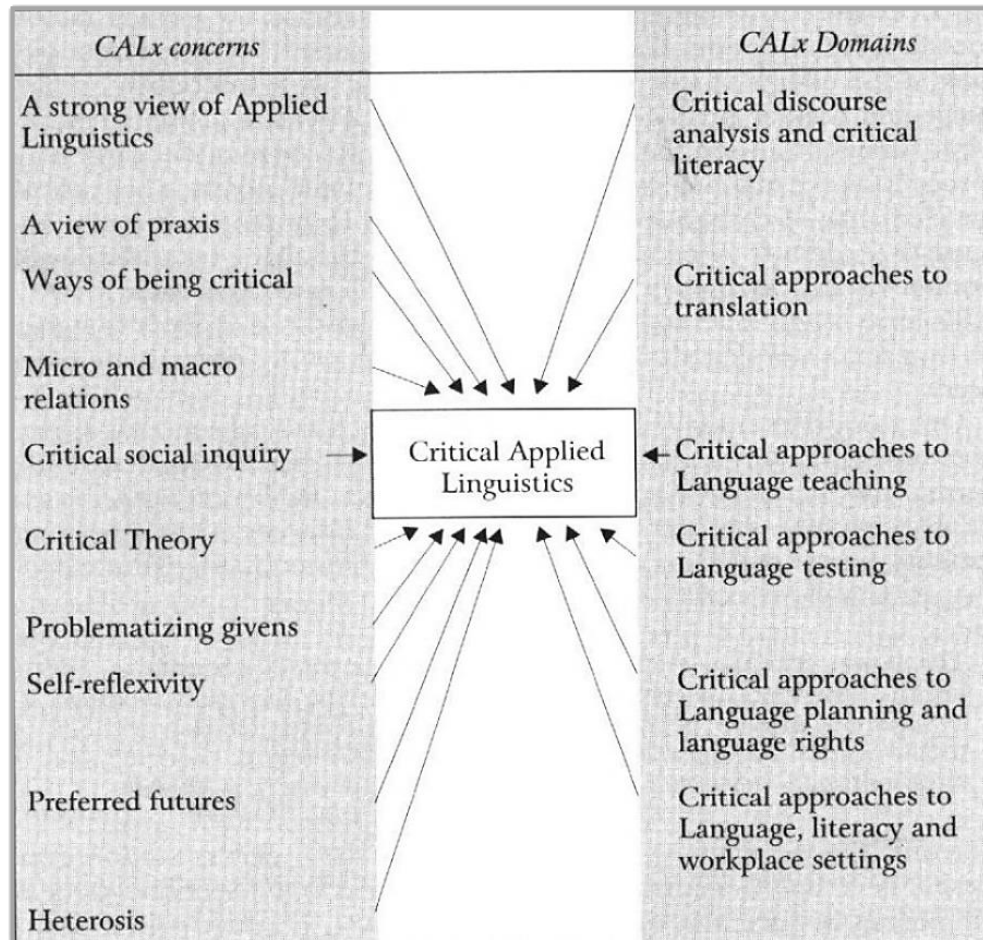 CALx concerns
A strong view of Applied
Linguistics
A view of praxis
Ways of being critical
Micro and macro
relations
Critical social inquiry
Critical Theory
Problematizing givens
Self-reflexivity
Preferred futures
Heterosis
Critical Applied
Linguistics
CALx Domains
Critical discourse
analysis and critical
literacy
Critical approaches to
translation
Critical approaches to
Language teaching
Critical approaches to
Language testing
Critical approaches to
Language planning and
language rights
Critical approaches to
Language, literacy and
workplace settings